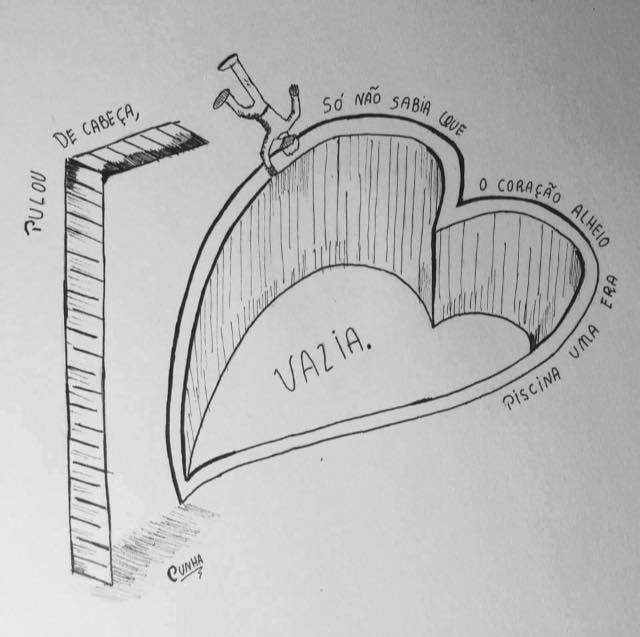 PULOU
DE CABEÇA,
SÓ NÃO SABIA QUE
O CORAÇÃO ALHEIO
PISCINA UMA ERA
VAZIA.
CUNHA